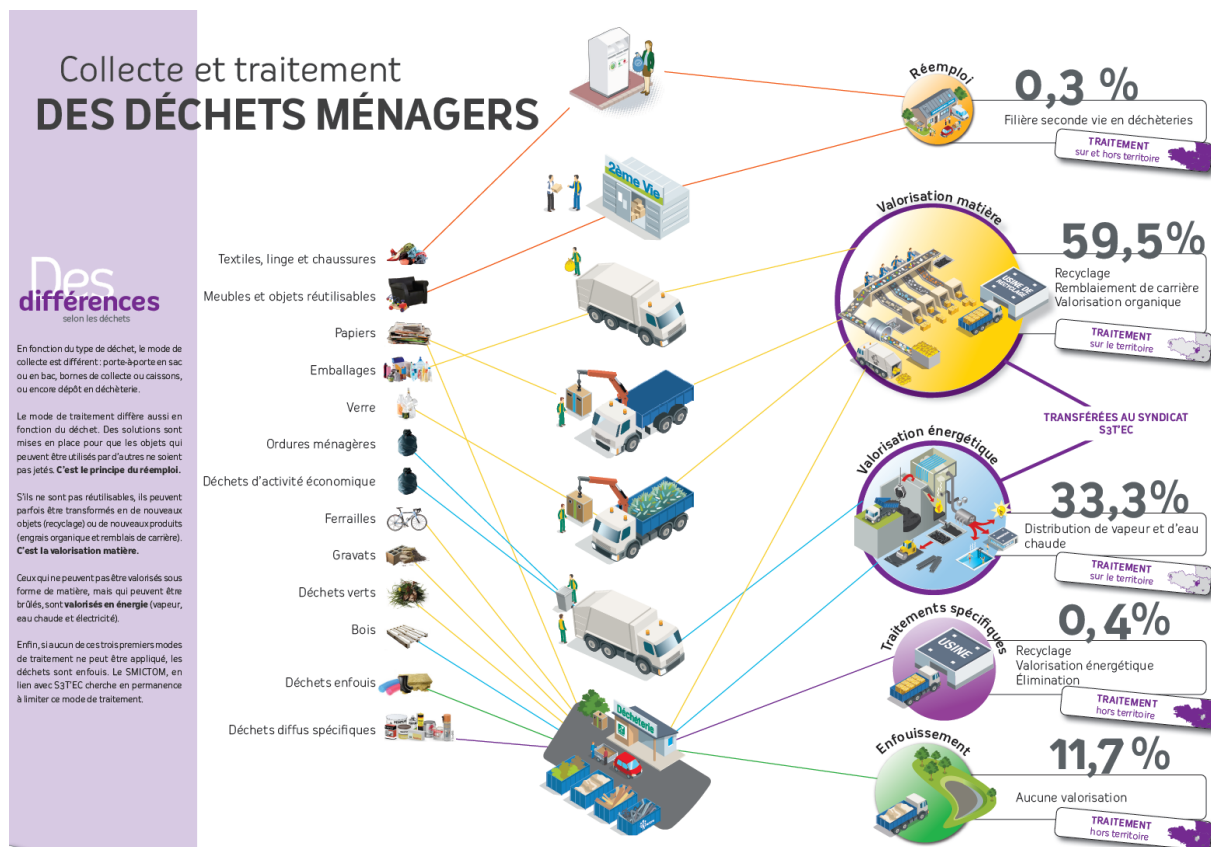 Collecte et traitement
DES DÉCHETS MÉNAGERS
Des
différences
selon les déchets
En fonction du type de déchet, le mode de
collecte est différent : porte-à-porte en sac
ou en bac, bornes de collecte ou caissons,
ou encore dépôt en déchèterie.
Le mode de traitement diffère aussi en
fonction du déchet. Des solutions sont
mises en place pour que les objets qui
peuvent être utilisés par d'autres ne soient
pas jetés. C'est le principe du réemploi.
S'ils ne sont pas réutilisables, ils peuvent
parfois être transformés en de nouveaux
objets (recyclage) ou de nouveaux produits
(engrais organique et remblais de carrière).
C'est la valorisation matière.
Ceux qui ne peuvent pas être valorisés sous
forme de matière, mais qui peuvent être
brûlés, sont valorisés en énergie (vapeur,
eau chaude et électricité).
Enfin, si aucun de ces trois premiers modes
de traitement ne peut être appliqué, les
déchets sont enfouis. Le SMICTOM, en
lien avec S3T'EC cherche en permanence
à limiter ce mode de traitement.
Textiles, linge et chaussures
Meubles et objets réutilisables
Papiers
Emballages
Verre
Ordures ménagères
Déchets d'activité économique
Ferrailles
Gravats
Déchets verts
Bois
Déchets enfouis
Déchets diffus spécifiques
2ème Vie
Déchèterie
Réemploi
0,3 %
Filière seconde vie en déchèteries
TRAITEMENT
sur et hors territoire
Valorisation matière
USINE DE
RECYCLAGE
59,5%
Recyclage
Remblaiement de carrière
Valorisation organique
TRAITEMENT
sur le territoire
TRANSFÉRÉES AU SYNDICAT
S3T'EC
Valorisation énergétique
33,3%
Distribution de vapeur et d'eau
chaude
TRAITEMENT
sur le territoire
Traitements spécifiques
USINE
0,4%
Recyclage
Valorisation énergétique
Élimination
TRAITEMENT
hors territoire
Enfouissement
11,7 %
Aucune valorisation
TRAITEMENT
hors territoire